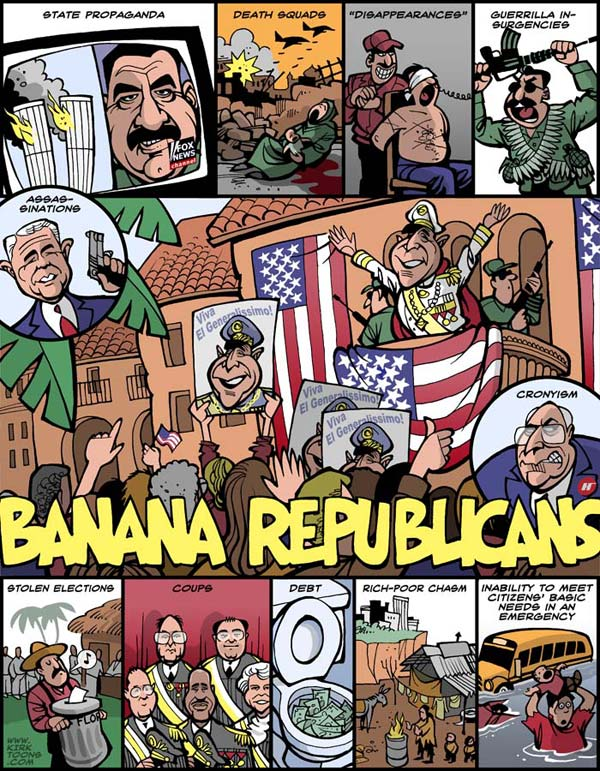 STATE PROPAGANDA
FOX
NEWS
channel
DEATH SQUADS
"DISAPPEARANCES"
GUERRILLA IN-
SURGENCIES
ASSAS-
SINATIONS
Viva
El Generalissimo!
Viva
El Generalissimo!
Viva
El Generalissimo!
CRONYISM
H
BANANA REPUBLICANS
STOLEN ELECTIONS
FLOR
WWW.
KIRK
TOONS
.COM
COUPS
DEBT
RICH-POOR CHASM
INABILITY TO MEET
CITIZENS' BASIC
NEEDS IN AN
EMERGENCY